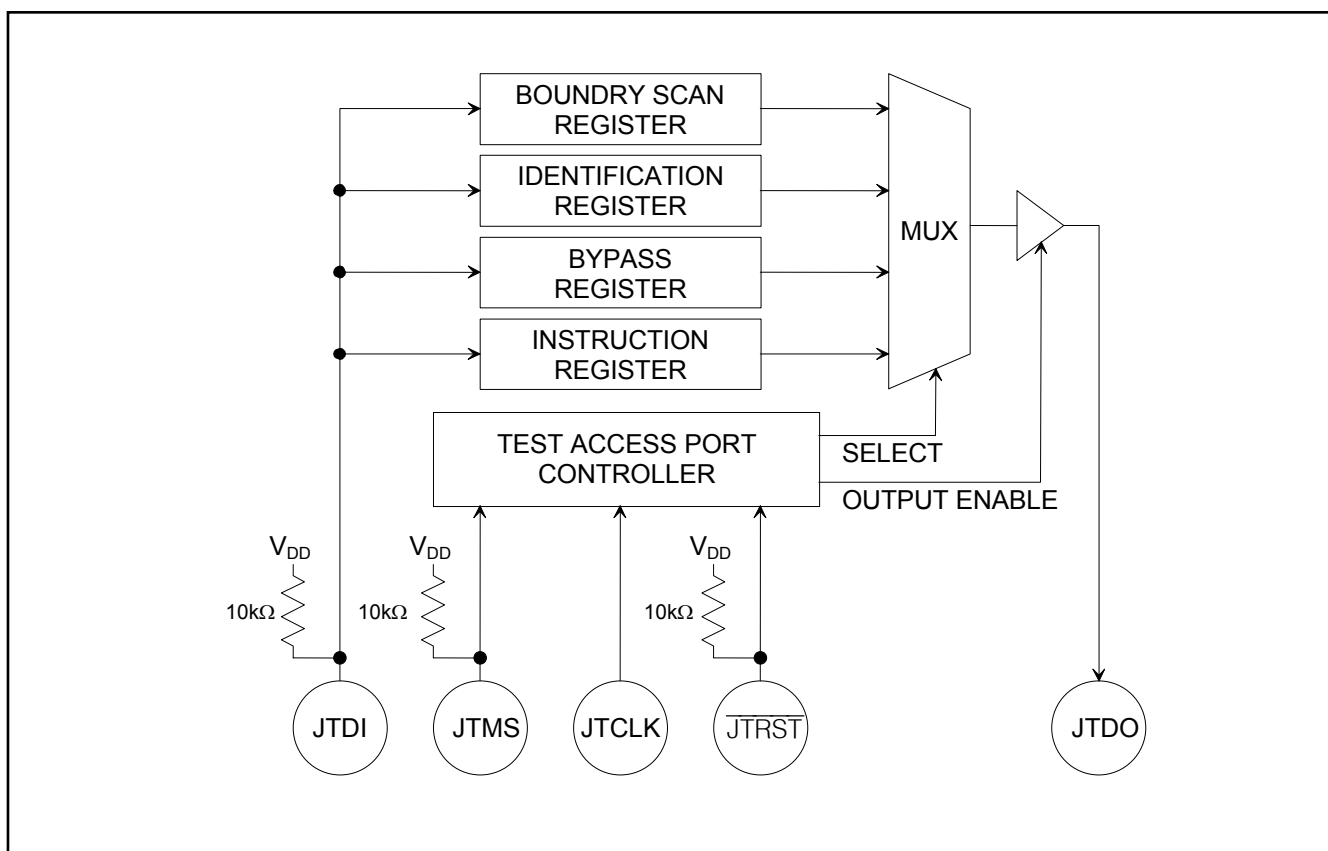 BOUNDRY SCAN
REGISTER
IDENTIFICATION
REGISTER
BYPASS
REGISTER
INSTRUCTION
REGISTER
MUX
TEST ACCESS PORT
CONTROLLER
SELECT
OUTPUT ENABLE
VDD
VDD
VDD
10kΩ
10kΩ
10kΩ
JTDI
JTMS
JTCLK
JTRST
JTDO